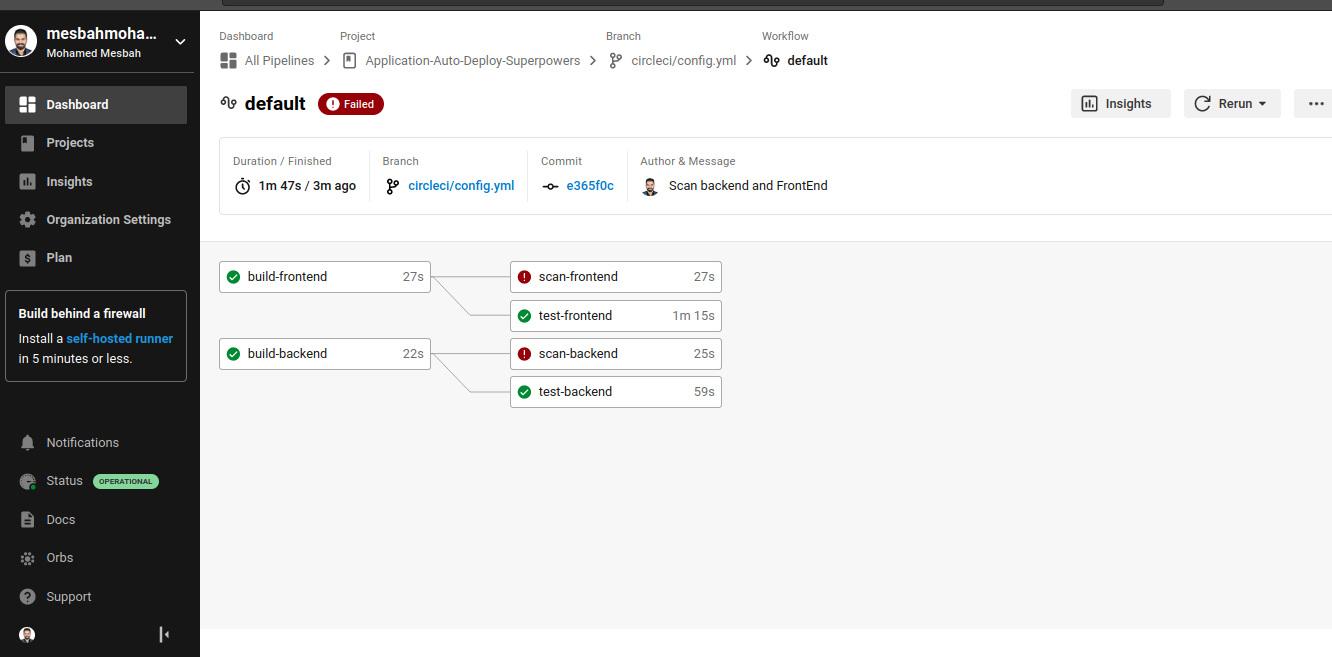 mesbahmoha...
Mohamed Mesbah
Dashboard
Projects
Insights
Organization Settings
Plan
Build behind a firewall
Install a self-hosted runner
in 5 minutes or less.
Notifications
Status OPERATIONAL
Docs
Orbs
Support
Dashboard Project Branch Workflow
All Pipelines Application-Auto-Deploy-Superpowers circleci/config.yml default
default Failed
Insights Rerun
Duration / Finished Branch Commit Author & Message
1m 47s / 3m ago circleci/config.yml e365f0c Scan backend and FrontEnd
build-frontend 27s scan-frontend 27s
test-frontend 1m 15s
build-backend 22s scan-backend 25s
test-backend 59s